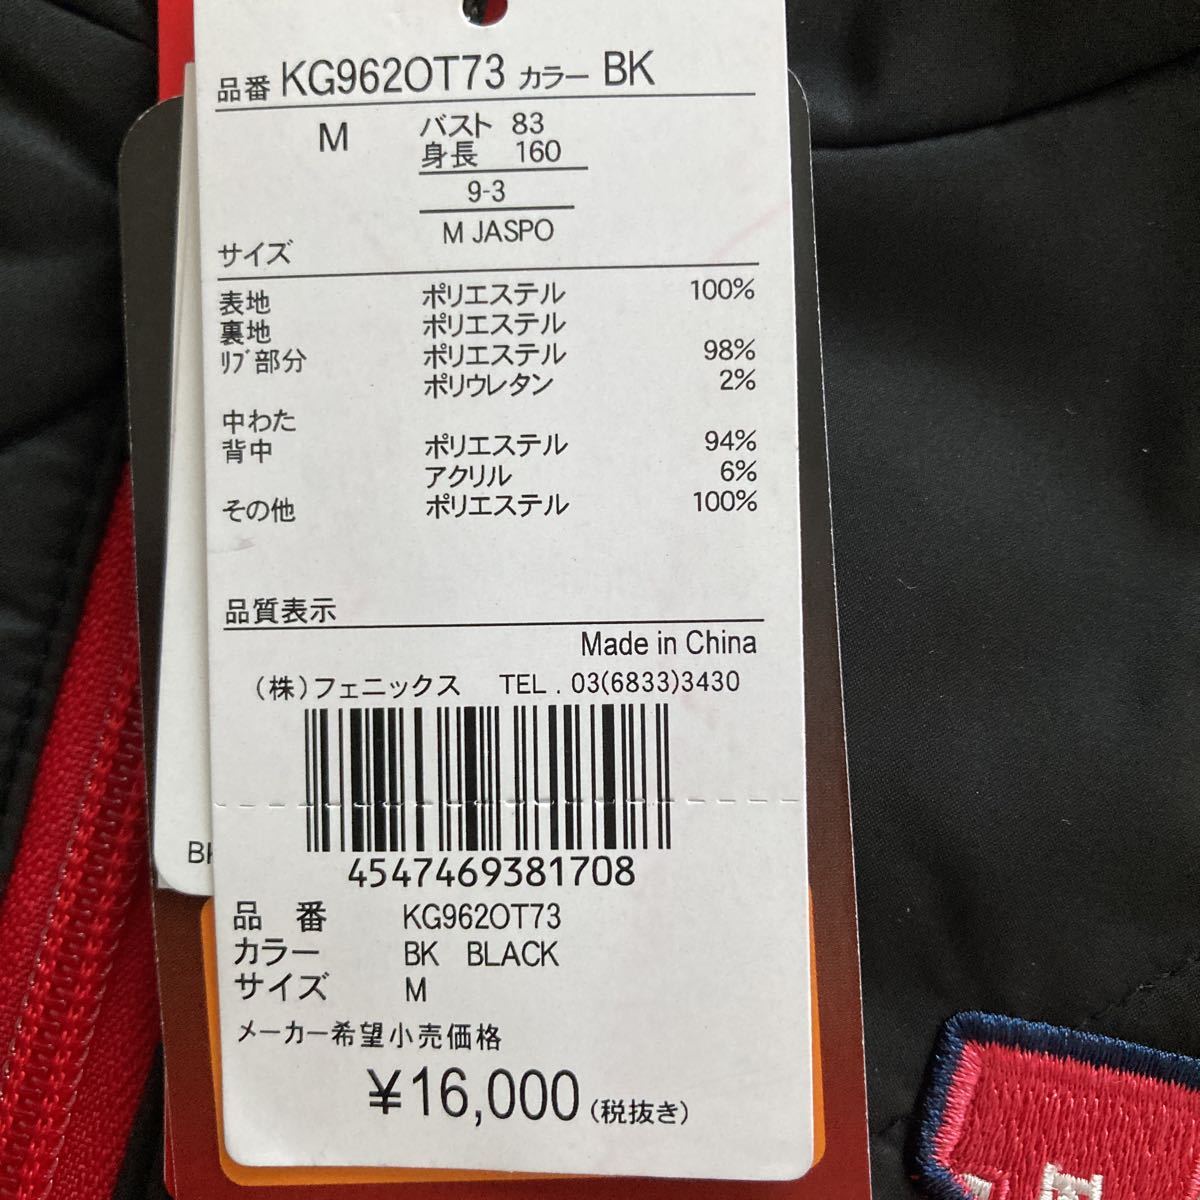 品番 KG962OT73 カラー BK
M バスト 83
身長 160
9-3
M JASPO
サイズ
表地 ポリエステル 100%
裏地 ポリエステル
ﾘﾌﾞ部分 ポリエステル 98%
ポリウレタン 2%
中わた
背中 ポリエステル 94%
アクリル 6%
その他 ポリエステル 100%
品質表示
Made in China
(株)フェニックス TEL . 03(6833)3430
4547469381708
品 番 KG962OT73
カラー BK BLACK
サイズ M
メーカー希望小売価格
¥16,000 (税抜き)